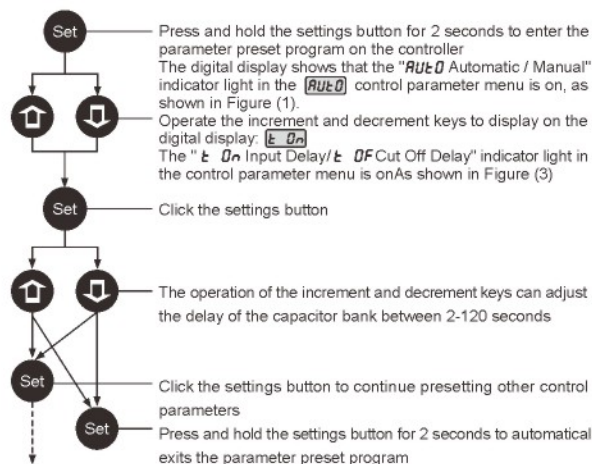 Set
Press and hold the settings button for 2 seconds to enter the
parameter preset program on the controller
The digital display shows that the "AUtO Automatic / Manual"
indicator light in the AUtO control parameter menu is on, as
shown in Figure (1).
Operate the increment and decrement keys to display on the
digital display: t On
The " t On Input Delay/ t OF Cut Off Delay" indicator light in
the control parameter menu is onAs shown in Figure (3)
Set
Click the settings button
The operation of the increment and decrement keys can adjust
the delay of the capacitor bank between 2-120 seconds
Set
Click the settings button to continue presetting other control
parameters
Set
Press and hold the settings button for 2 seconds to automatical
exits the parameter preset program